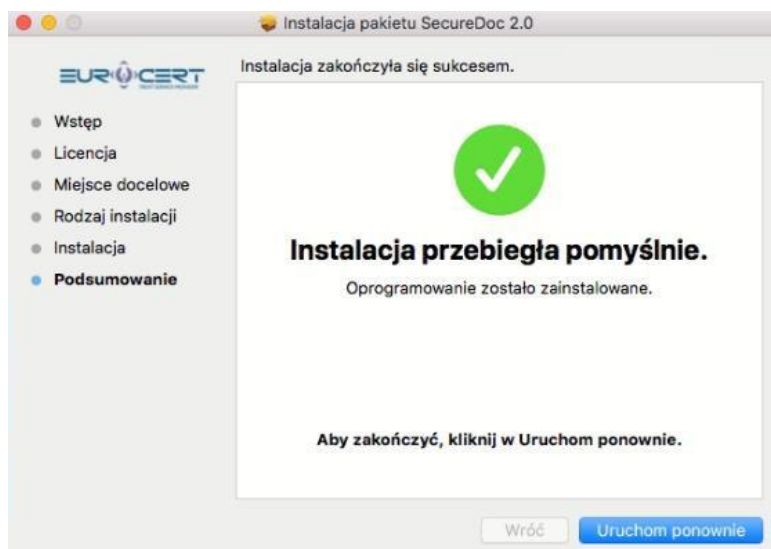 Instalacja pakietu SecureDoc 2.0
EUROCERT
Instalacja zakończyła się sukcesem.
Wstęp
Licencja
Miejsce docelowe
Rodzaj instalacji
Instalacja
Podsumowanie
Instalacja przebiegła pomyślnie.
Oprogramowanie zostało zainstalowane.
Aby zakończyć, kliknij w Uruchom ponownie.
Wróć
Uruchom ponownie